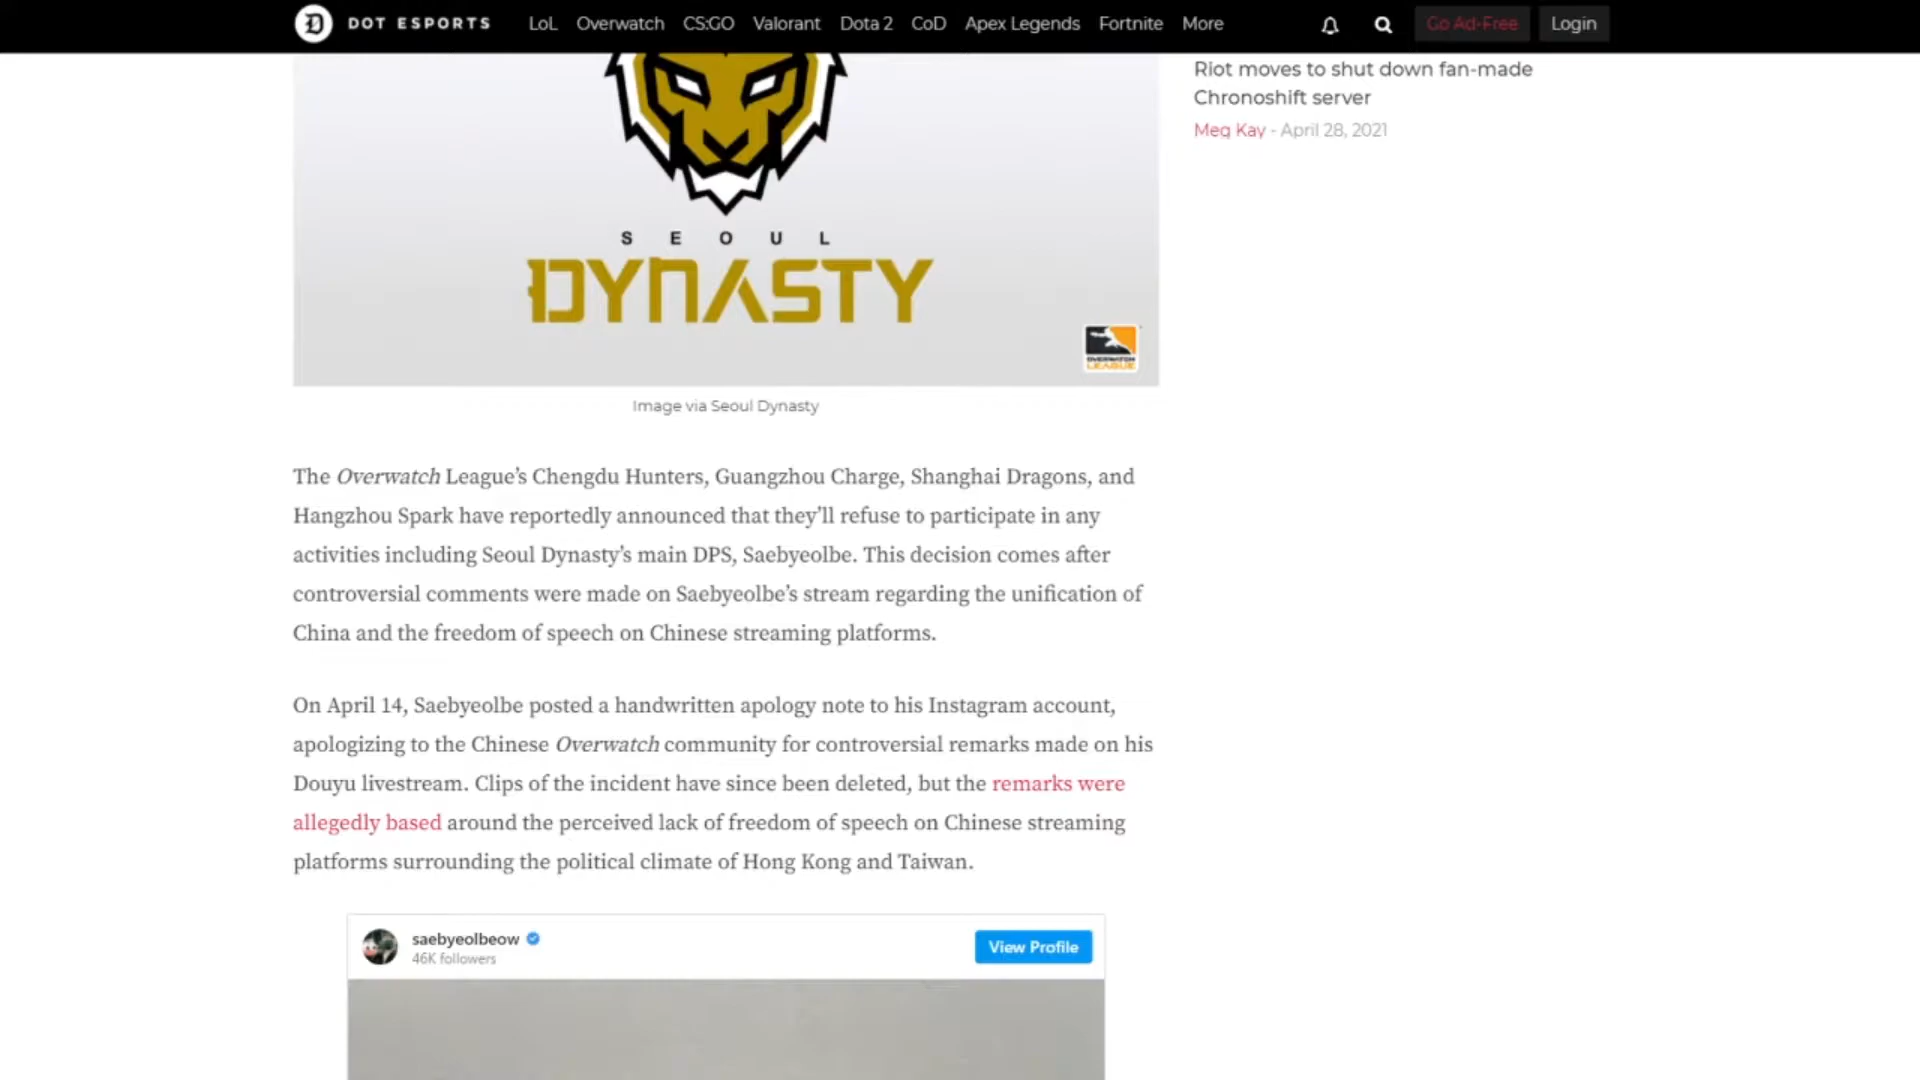 DOT ESPORTS LoL Overwatch CS:GO Valorant Dota 2 CoD Apex Legends Fortnite More Go Ad-Free Login
Riot moves to shut down fan-made
Chronoshift server
Meg Kay - April 28, 2021
SEOUL
DYNASTY
OVERWATCH
LEAGUE
Image via Seoul Dynasty
The Overwatch League’s Chengdu Hunters, Guangzhou Charge, Shanghai Dragons, and
Hangzhou Spark have reportedly announced that they’ll refuse to participate in any
activities including Seoul Dynasty’s main DPS, Saebyeolbe. This decision comes after
controversial comments were made on Saebyeolbe’s stream regarding the unification of
China and the freedom of speech on Chinese streaming platforms.
On April 14, Saebyeolbe posted a handwritten apology note to his Instagram account,
apologizing to the Chinese Overwatch community for controversial remarks made on his
Douyu livestream. Clips of the incident have since been deleted, but the remarks were
allegedly based around the perceived lack of freedom of speech on Chinese streaming
platforms surrounding the political climate of Hong Kong and Taiwan.
saebyeolbeow
46K followers
View Profile